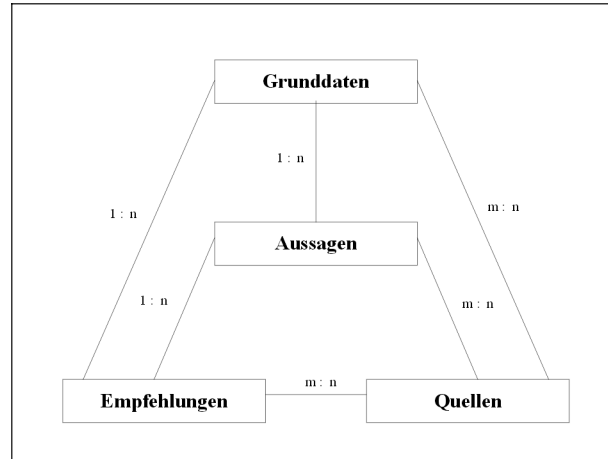 Grunddaten
1 : n
1 : n
m : n
Aussagen
1 : n
m : n
Empfehlungen
m : n
Quellen